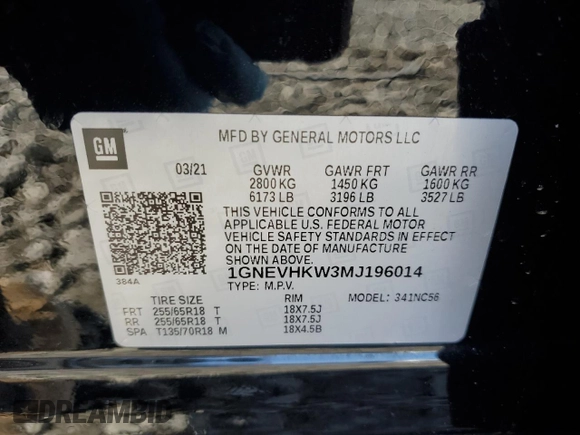 GM
MFD BY GENERAL MOTORS LLC
03/21 GVWR GAWR FRT GAWR RR
2800 KG 1450 KG 1600 KG
6173 LB 3196 LB 3527 LB
THIS VEHICLE CONFORMS TO ALL
APPLICABLE U.S. FEDERAL MOTOR
VEHICLE SAFETY STANDARDS IN EFFECT
ON THE DATE OF MANUFACTURE
SHOWN ABOVE.
384A
1GNEVHKW3MJ196014
TYPE: M.P.V.
TIRE SIZE RIM MODEL: 341NC56
FRT 255/65R18 T 18X7.5J
RR 255/65R18 T 18X7.5J
SPA T135/70R18 M 18X4.5B
DREAMBID